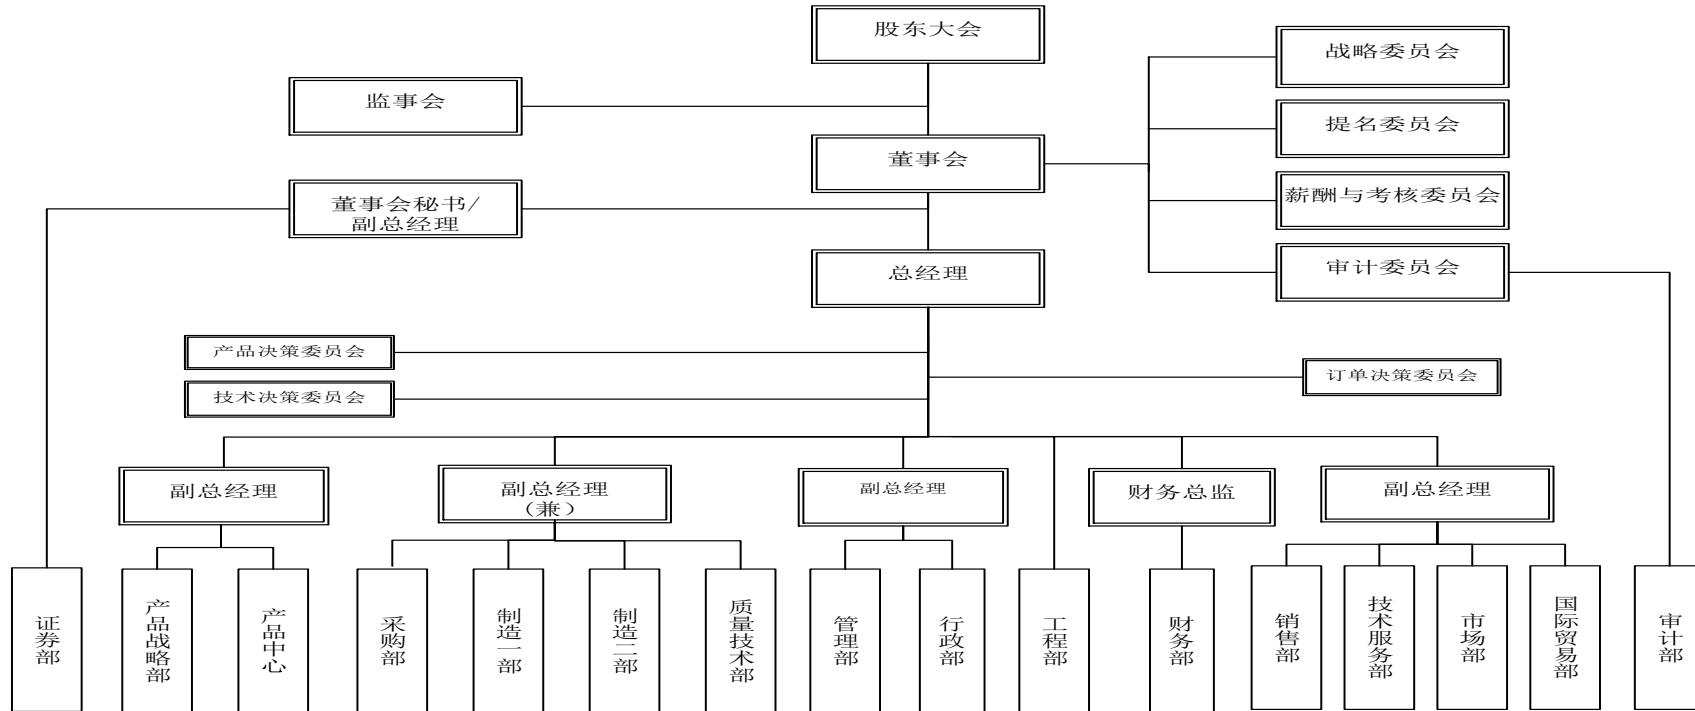 股东大会
战略委员会
监事会
提名委员会
董事会
薪酬与考核委员会
董事会秘书/
副总经理
总经理
审计委员会
产品决策委员会
订单决策委员会
技术决策委员会
副总经理
副总经理
（兼）
副总经理
财务总监
副总经理
证券部
产品战略部
产品中心
采购部
制造一部
制造二部
质量技术部
管理部
行政部
工程部
财务部
销售部
技术服务部
市场部
国际贸易部
审计部